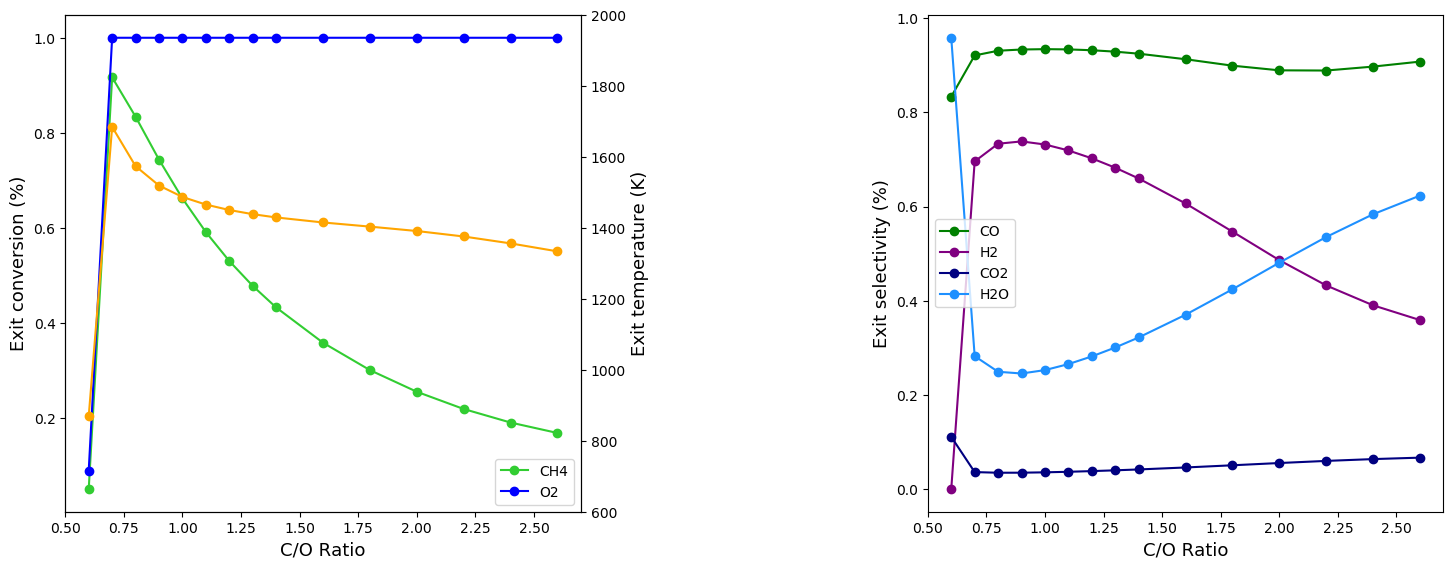 Exit conversion (%)
1.0
0.8
0.6
0.4
0.2
0.50 0.75 1.00 1.25 1.50 1.75 2.00 2.25 2.50
C/O Ratio
CH4
O2
2000
1800
1600
1400
1200
1000
800
600
Exit temperature (K)
Exit selectivity (%)
1.0
0.8
0.6
0.4
0.2
0.0
CO
H2
CO2
H2O
0.50 0.75 1.00 1.25 1.50 1.75 2.00 2.25 2.50
C/O Ratio